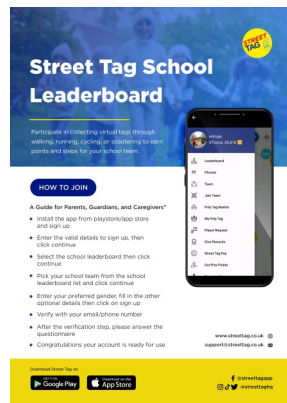 STREET
TAG
Street Tag School
Leaderboard
Participate in collecting virtual tags through
walking, running, cycling, or scootering to earn
points and steps for your school team.
HOW TO JOIN
A Guide for Parents, Guardians, and Caregivers*
Install the app from playstore/app store
and sign up
Enter the valid details to sign up, then
click continue
Select the school leaderboard then click
continue
Pick your school team from the school
leaderboard list and click continue
Enter your preferred gender, fill in the other
optional details then click on sign up
Verify with your email/phone number
After the verification step, please answer the
questionnaire
Congratulations your account is ready for use
Leaderboard
Team
Join Team
My Poly Tag
Please Request
Give Rewards
Street Tag Pay
Get Free Points
www.streettag.co.uk
support@streettag.co.uk
Download Street Tag on
GET IT ON
Google Play
Download on the
App Store
@streettagapp
@streettaghq